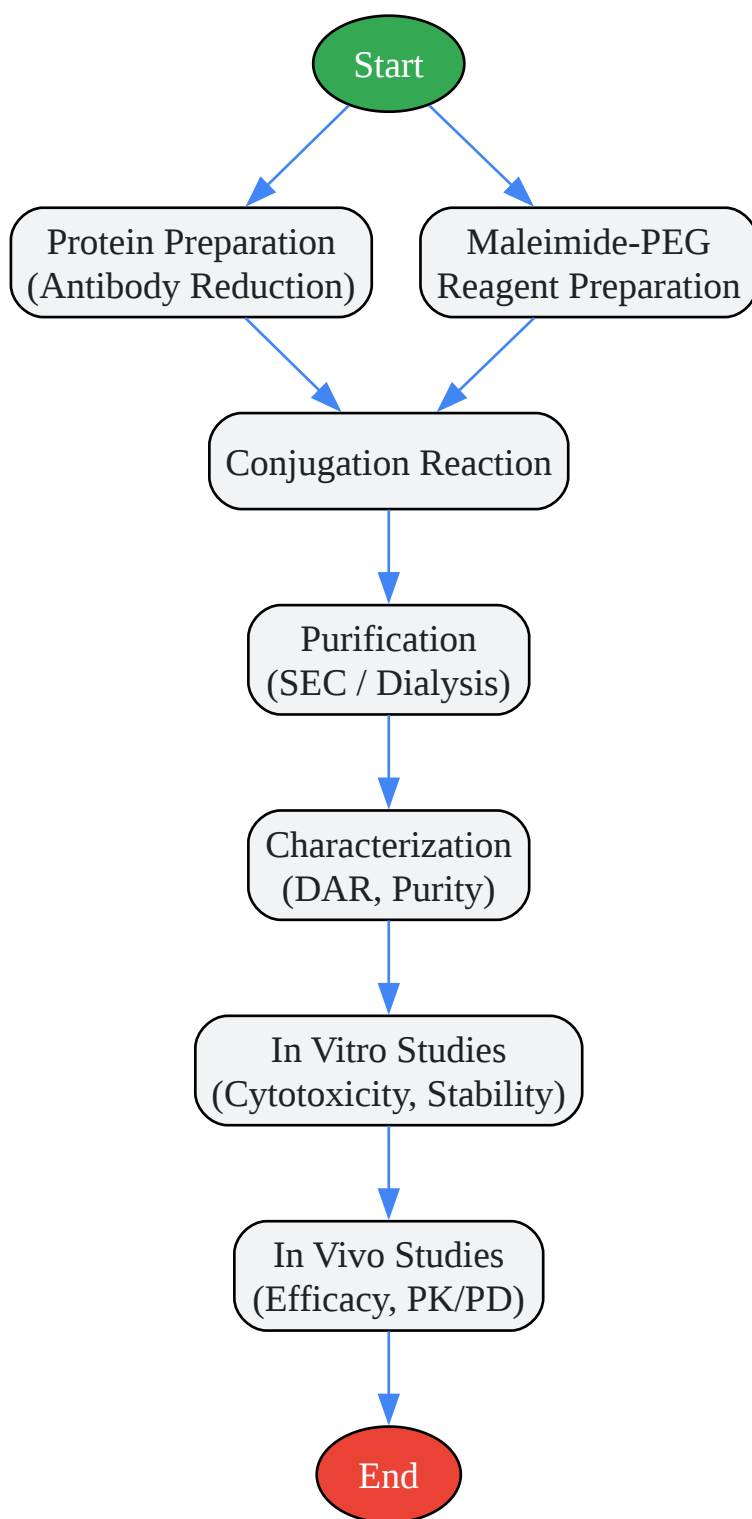 Start
Protein Preparation
(Antibody Reduction)
Maleimide-PEG
Reagent Preparation
Conjugation Reaction
Purification
(SEC / Dialysis)
Characterization
(DAR, Purity)
In Vitro Studies
(Cytotoxicity, Stability)
In Vivo Studies
(Efficacy, PK/PD)
End